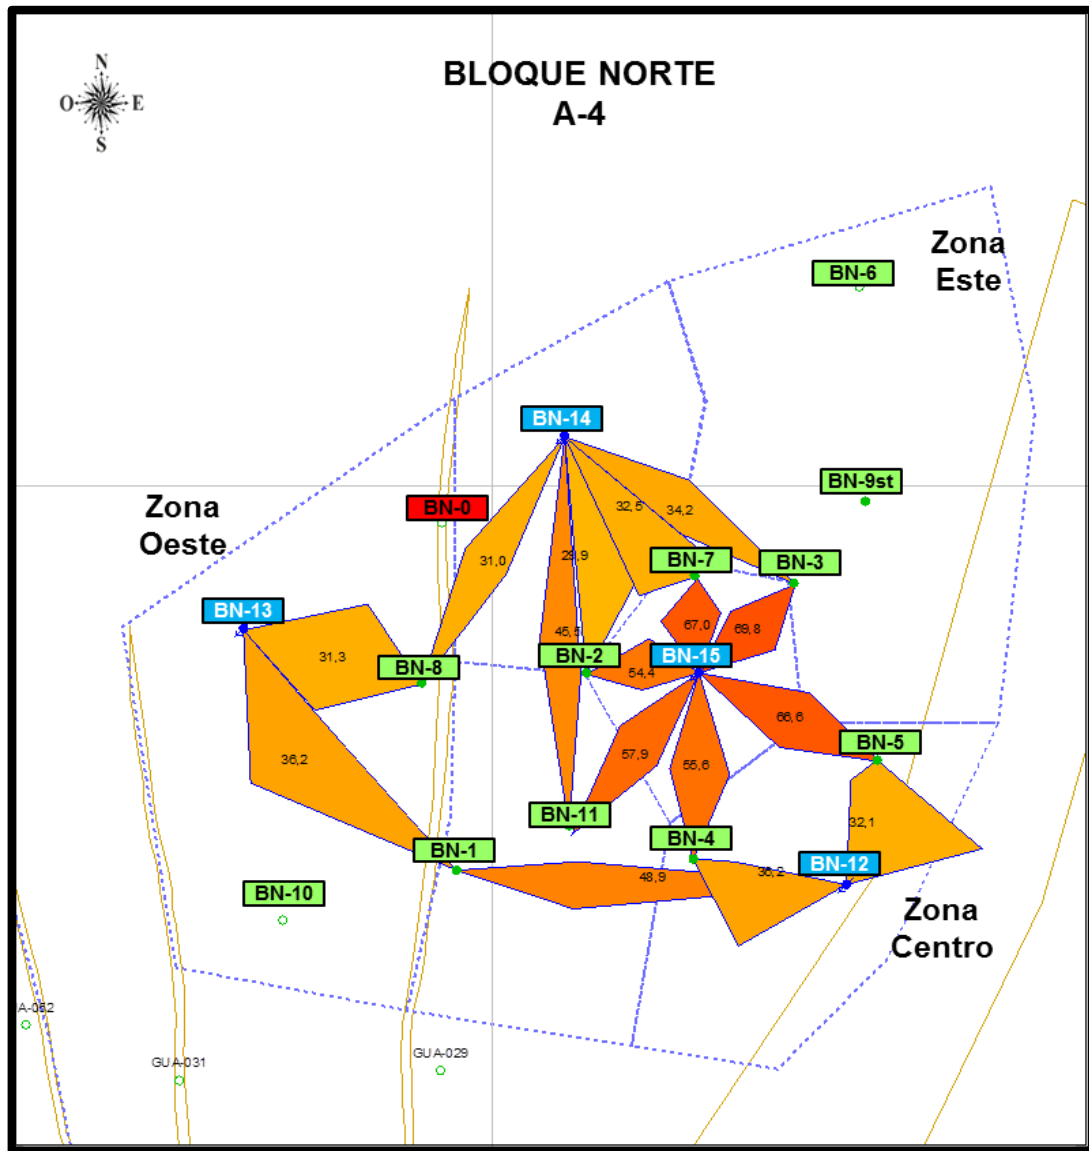 BLOQUE NORTE
A-4
N
O
E
S
Zona
Este
BN-6
BN-14
BN-9st
Zona
Oeste
BN-0
32,5
34,2
31,0
BN-7
BN-3
BN-13
67,0
69,8
45,5
31,3
BN-8
BN-2
BN-15
54,4
66,6
BN-5
36,2
57,9
55,6
BN-11
32,1
BN-4
BN-1
BN-12
48,9
36,2
BN-10
Zona
Centro
GUA-031
GUA-029